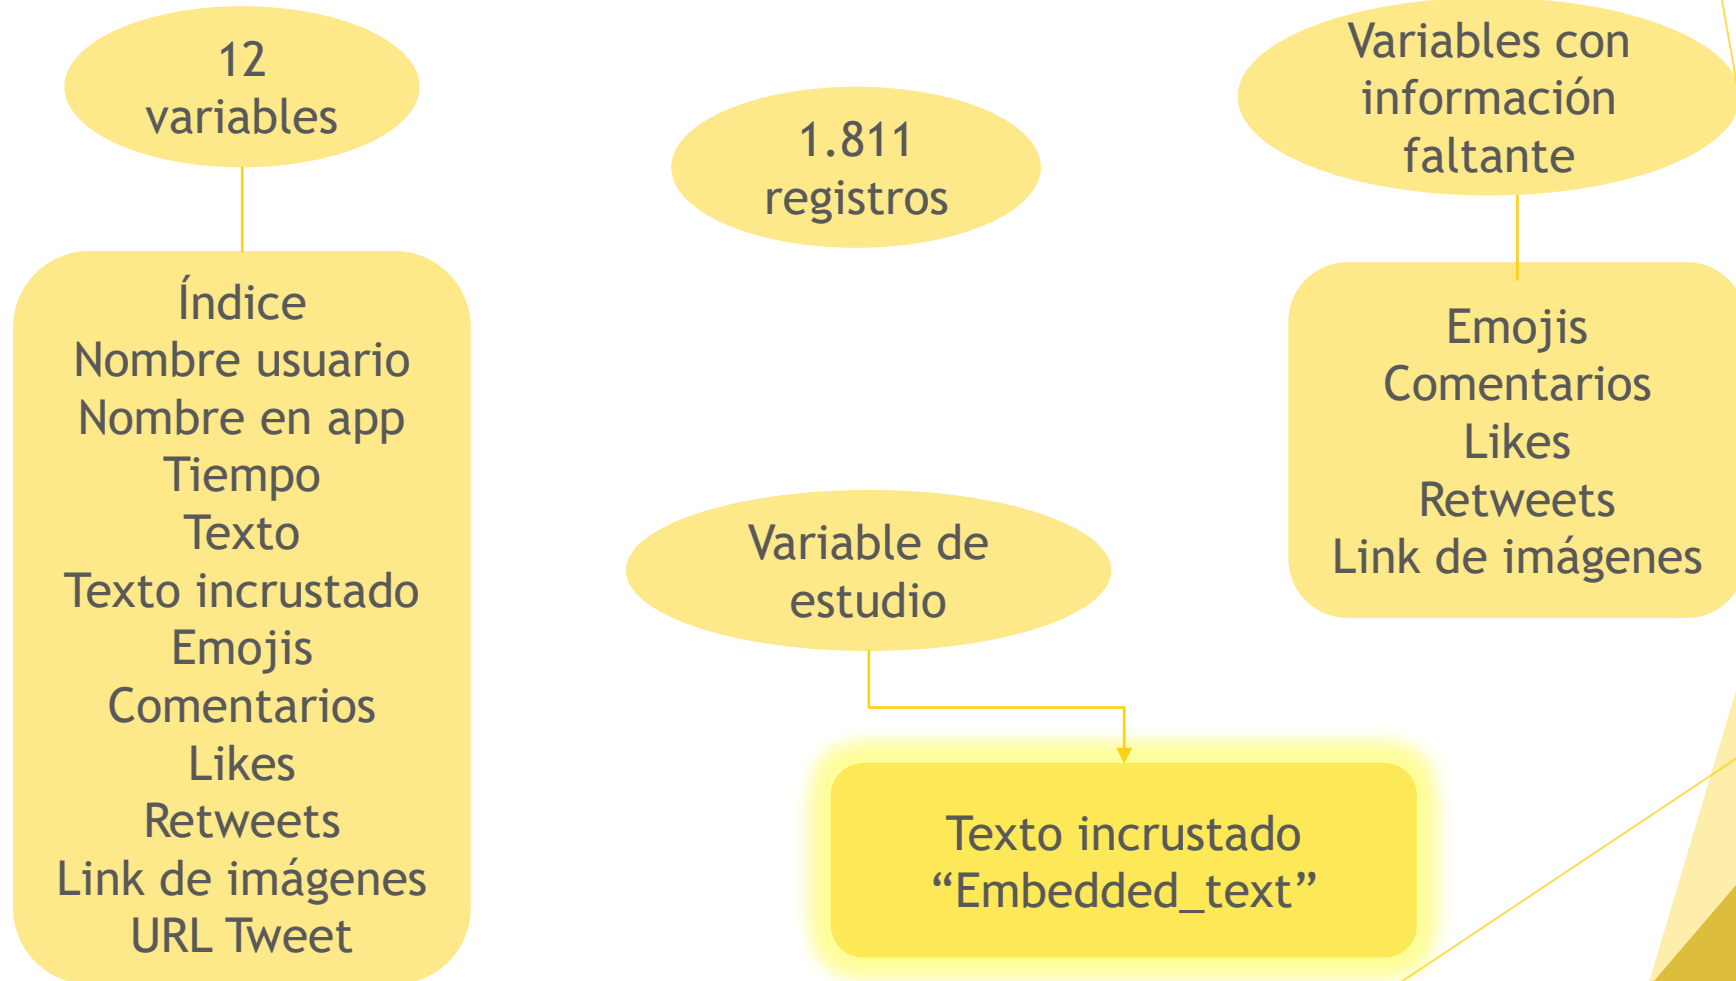 12
variables
Índice
Nombre usuario
Nombre en app
Tiempo
Texto
Texto incrustado
Emojis
Comentarios
Likes
Retweets
Link de imágenes
URL Tweet
1.811
registros
Variable de
estudio
Texto incrustado
“Embedded_text”
Variables con
información
faltante
Emojis
Comentarios
Likes
Retweets
Link de imágenes